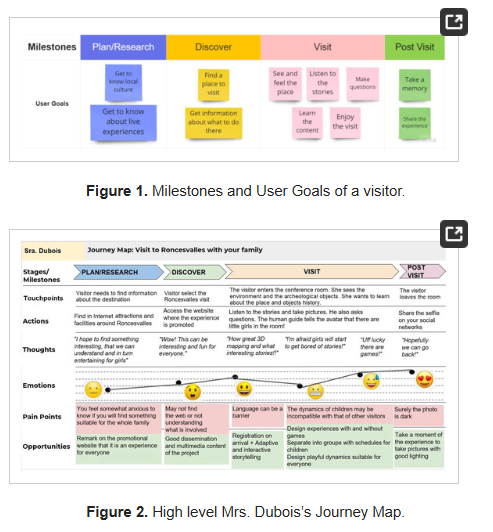 Milestones
Plan/Research
Discover
Visit
Post Visit
User Goals
Get to
know local
culture
Get to know
about live
experiences
Find a
place to
visit
Get information
about what to do
there
See and
feel the
place
Listen to
the
stories
Make
questions
Learn
the
content
Enjoy
the visit
Take a
memory
Share the
experience
Figure 1. Milestones and User Goals of a visitor.
Sra. Dubois
Journey Map: Visit to Roncesvalles with your family
Stages/
Milestones
PLAN/RESEARCH
DISCOVER
VISIT
POST
VISIT
Touchpoints
Visitor needs to find information
about the destination
Visitor select the
Roncesvalles visit
The visitor enters the conference room. She sees the
environment and the archeological objects. She wants to learn
about the place and objects history.
The visitor
leaves the room
Actions
Find in Internet attractions and
facilities around Roncesvalles
Access the website
where the experience
is promoted
Listen to the stories and take pictures. He also asks
questions. The human guide tells the avatar that there are
little girls in the room!
Share the selfie
on your social
networks
Thoughts
"I hope to find something
interesting, that we can
understand and in turn
entertaining for girls"
"Wow! This can be
interesting and fun for
everyone."
"How great 3D
mapping and what
interesting stories!"
"I'm afraid girls will start
to get bored of stories!"
"Uff lucky
there are
games!"
"Hopefully
we can go
back!"
Emotions
Pain Points
You feel somewhat anxious to
know if you will find something
suitable for the whole family
May not find
the web or not
understanding
what is involved
Language can be a
barrier
The dynamics of children may be
incompatible with that of other visitors
Surely the photo
is dark
Opportunities
Remark on the promotional
website that it is an experience
for everyone
Good dissemination
and multimedia content
of the project
Registration on
arrival + Adaptive
and interactive
storytelling
Design experiences with and without
games
Separate into groups with schedules for
children
Design playful dynamics suitable for
everyone
Take a moment of
the experience to
take pictures with
good lighting
Figure 2. High level Mrs. Dubois's Journey Map.